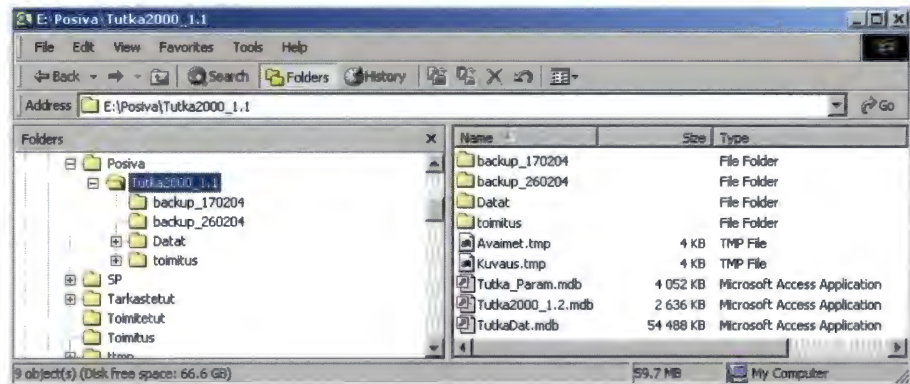 E: Posiva Tutka2000_1.1
File Edit View Favorites Tools Help
Back Search Folders History
Address E:\Posiva\Tutka2000_1.1 Go
Folders
Posiva
Tutka2000_1.1
backup_170204
backup_260204
Datat
toimitus
SP
Tarkastetut
Toimitetut
Toimitus
Name Size Type
backup_170204 File Folder
backup_260204 File Folder
Datat File Folder
toimitus File Folder
Avaimet.tmp 4 KB TMP File
Kuvaus.tmp 4 KB TMP File
Tutka_Param.mdb 4 052 KB Microsoft Access Application
Tutka2000_1.2.mdb 2 636 KB Microsoft Access Application
TutkaDat.mdb 54 488 KB Microsoft Access Application
9 object(s) (Disk free space: 66.6 GB) 59.7 MB My Computer